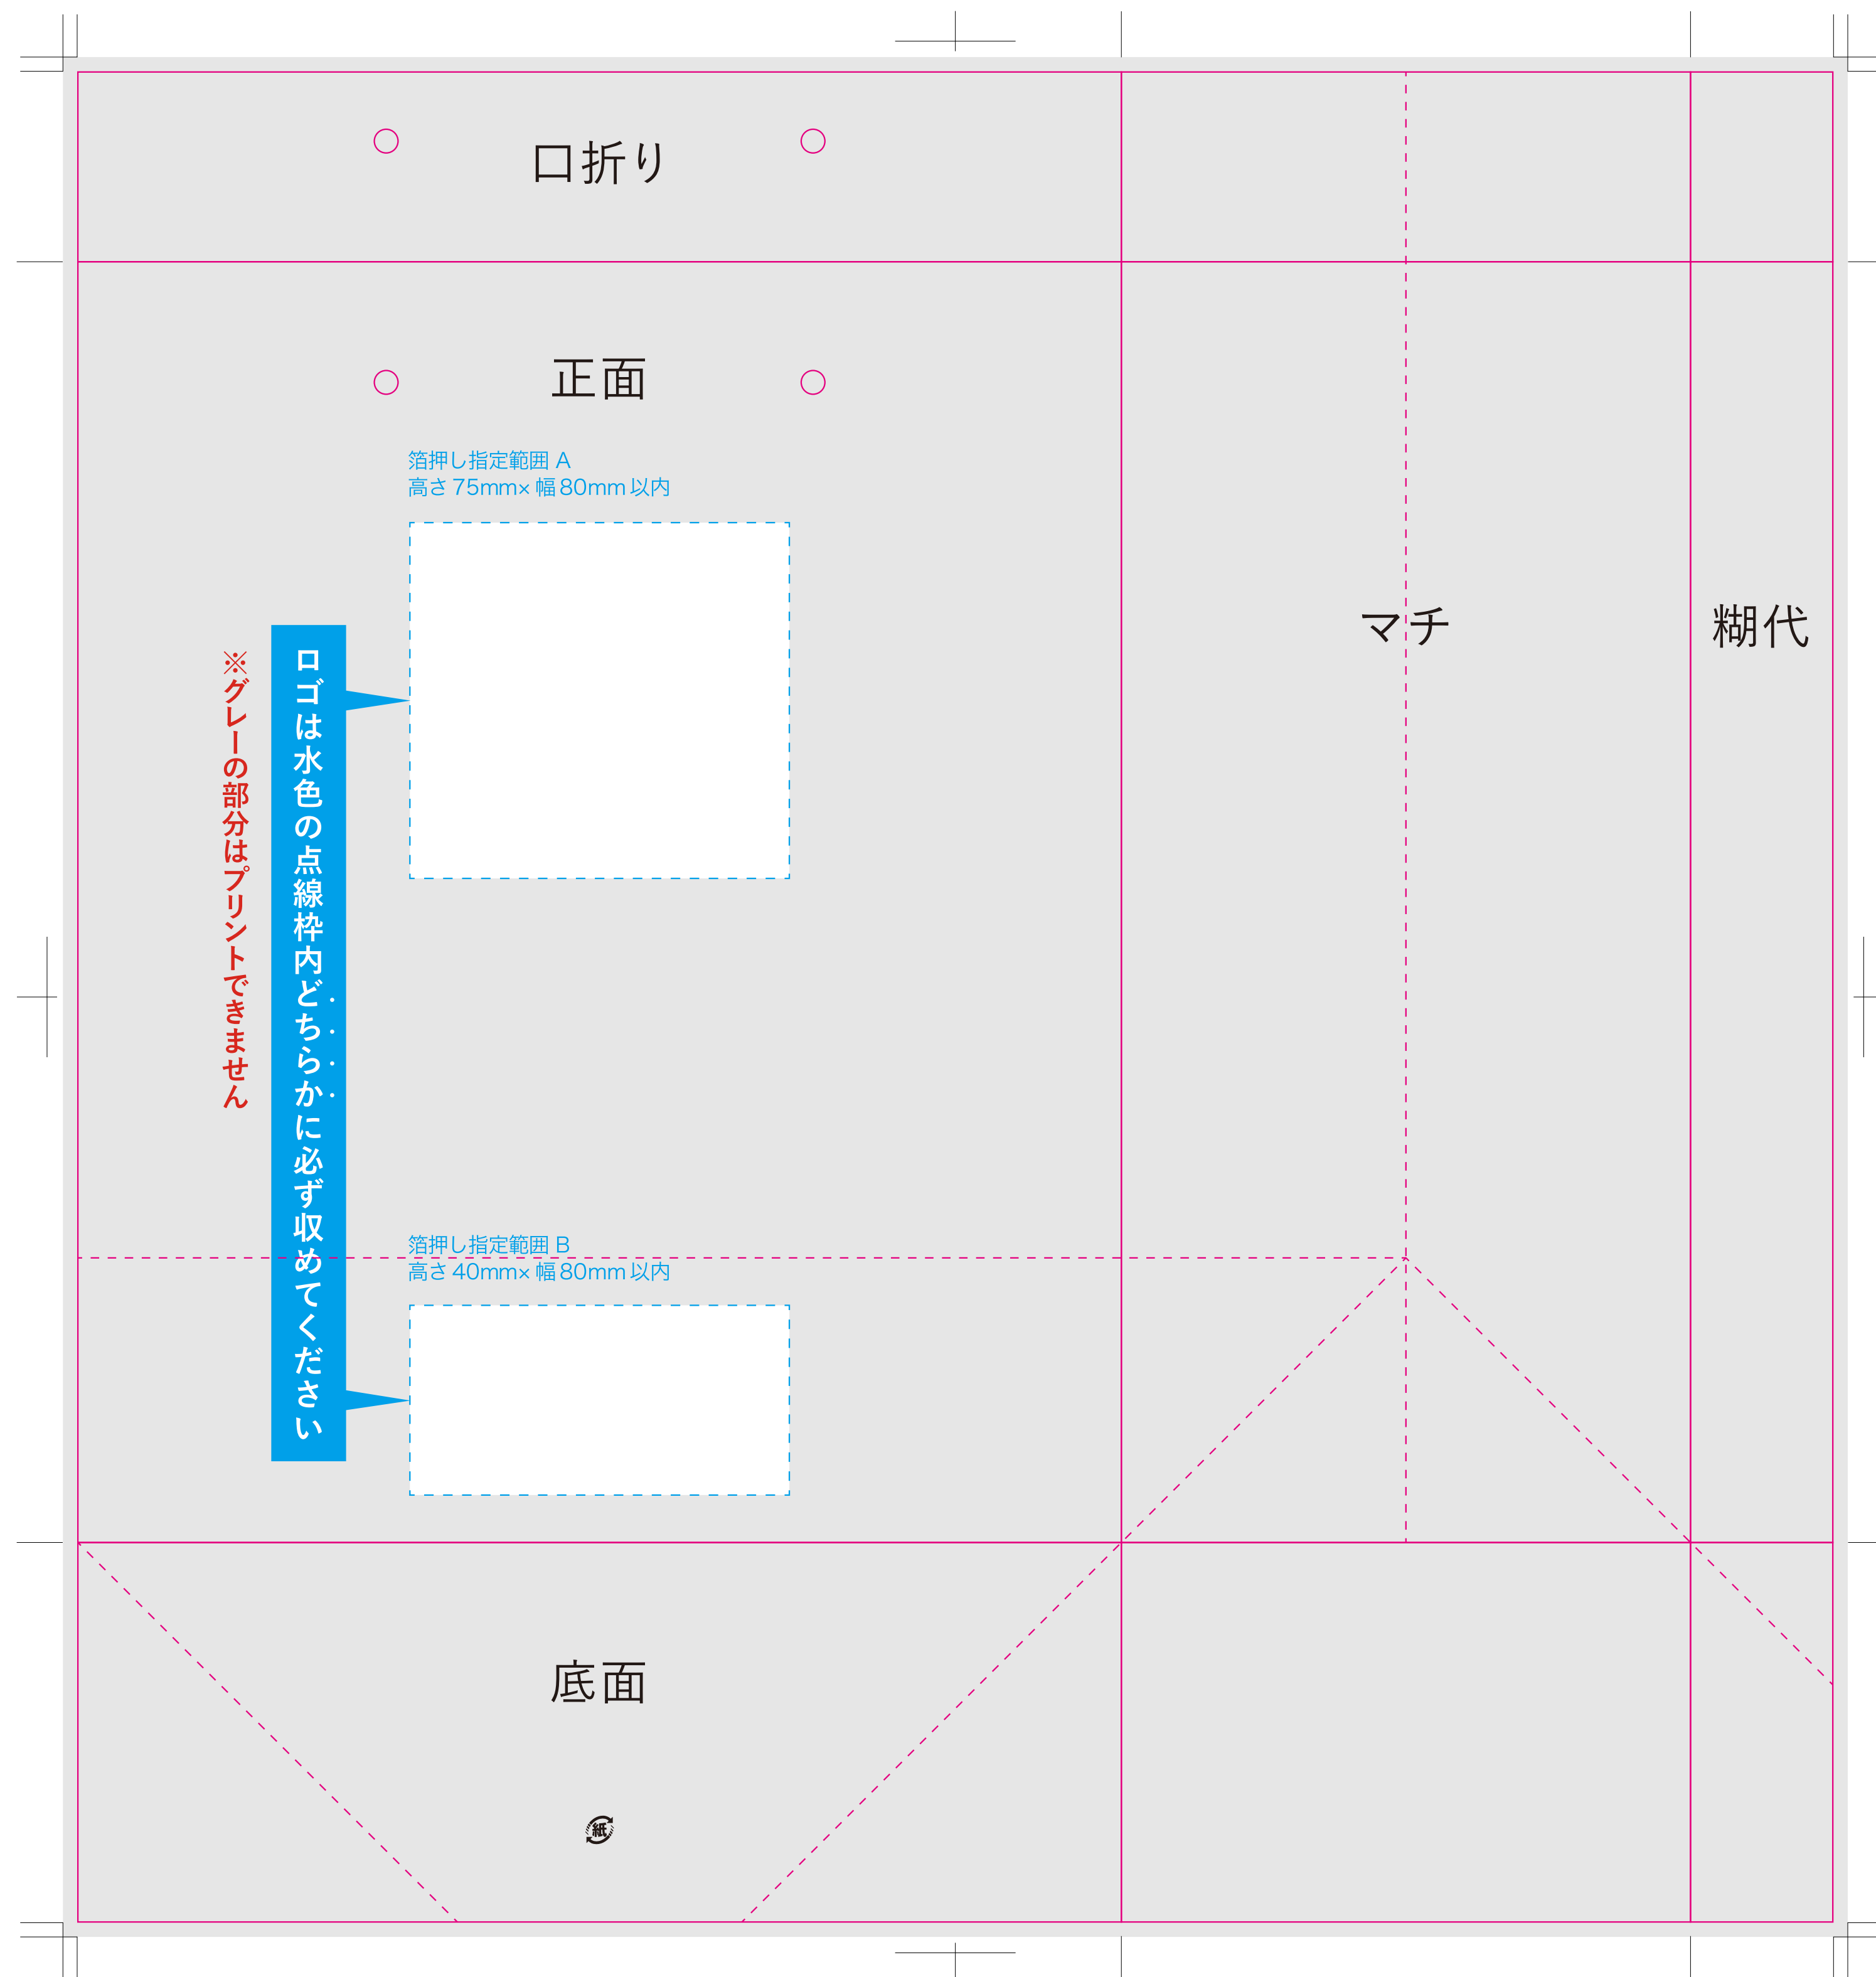 口折り
正面
箔押し指定範囲 A
高さ 75mm× 幅 80mm 以内
マチ
糊代
ロゴは水色の点線枠内どちらかに必ず収めてください
※グレーの部分はプリントできません
箔押し指定範囲 B
高さ 40mm× 幅 80mm 以内
底面
紙